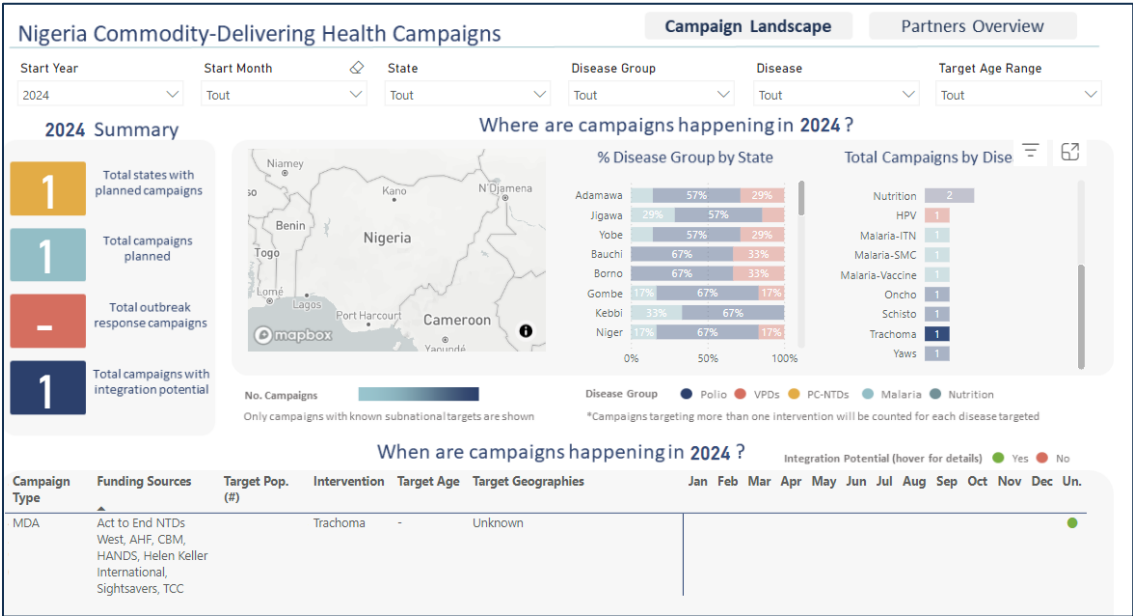 Nigeria Commodity-Delivering Health Campaigns
Campaign Landscape
Partners Overview
Start Year
Start Month
State
Disease Group
Disease
Target Age Range
2024
Tout
Tout
Tout
Tout
Tout
2024 Summary
1
Total states with
planned campaigns
1
Total campaigns
planned
-
Total outbreak
response campaigns
1
Total campaigns with
integration potential
Where are campaigns happening in 2024 ?
Niamey
so
Kano
N'Djamena
Benin
Nigeria
Togo
Lomé
Lagos
Port Harcourt
Cameroon
Yaoundé
mapbox
% Disease Group by State
Adamawa 57% 29%
Jigawa 29% 57%
Yobe 57% 29%
Bauchi 67% 33%
Borno 67% 33%
Gombe 17% 67% 17%
Kebbi 33% 67%
Niger 17% 67% 17%
0% 50% 100%
Total Campaigns by Dise
Nutrition 2
HPV 1
Malaria-ITN 1
Malaria-SMC 1
Malaria-Vaccine 1
Oncho 1
Schisto 1
Trachoma 1
Yaws 1
No. Campaigns
Only campaigns with known subnational targets are shown
Disease Group Polio VPDs PC-NTDs Malaria Nutrition
*Campaigns targeting more than one intervention will be counted for each disease targeted
When are campaigns happening in 2024 ?
Integration Potential (hover for details) Yes No
Campaign
Type
Funding Sources
Target Pop.
(#)
Intervention
Target Age
Target Geographies
Jan Feb Mar Apr May Jun Jul Aug Sep Oct Nov Dec Un.
MDA
Act to End NTDs
West, AHF, CBM,
HANDS, Helen Keller
International,
Sightsavers, TCC
Trachoma
-
Unknown